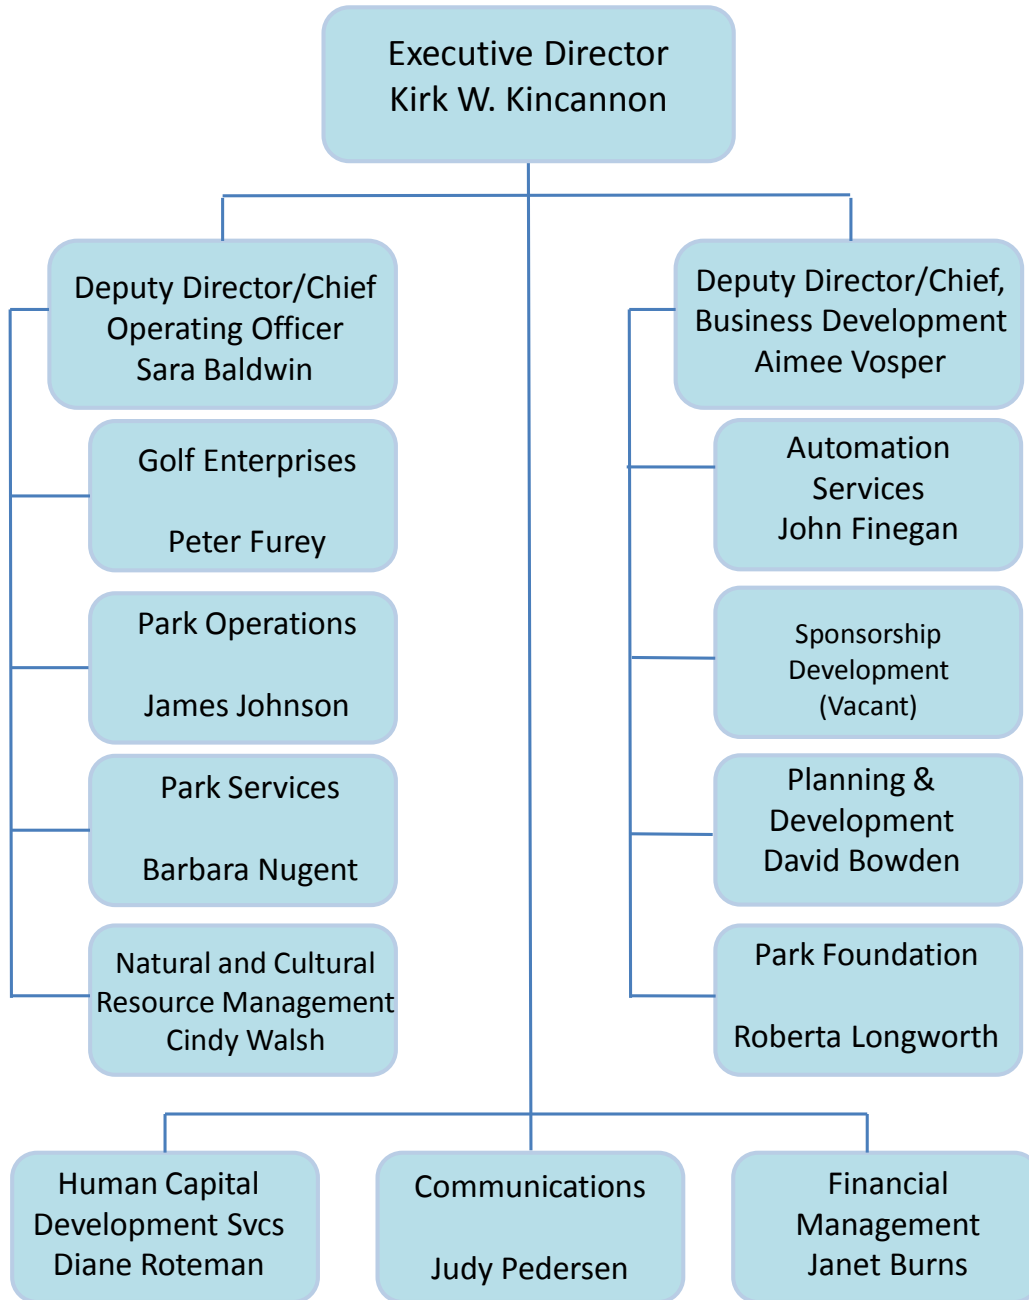 Executive Director
Kirk W. Kincannon
Deputy Director/Chief
Operating Officer
Sara Baldwin
Golf Enterprises
Peter Furey
Park Operations
James Johnson
Park Services
Barbara Nugent
Natural and Cultural
Resource Management
Cindy Walsh
Deputy Director/Chief,
Business Development
Aimee Vosper
Automation
Services
John Finegan
Sponsorship
Development
(Vacant)
Planning &
Development
David Bowden
Park Foundation
Roberta Longworth
Human Capital
Development Svcs
Diane Roteman
Communications
Judy Pedersen
Financial
Management
Janet Burns